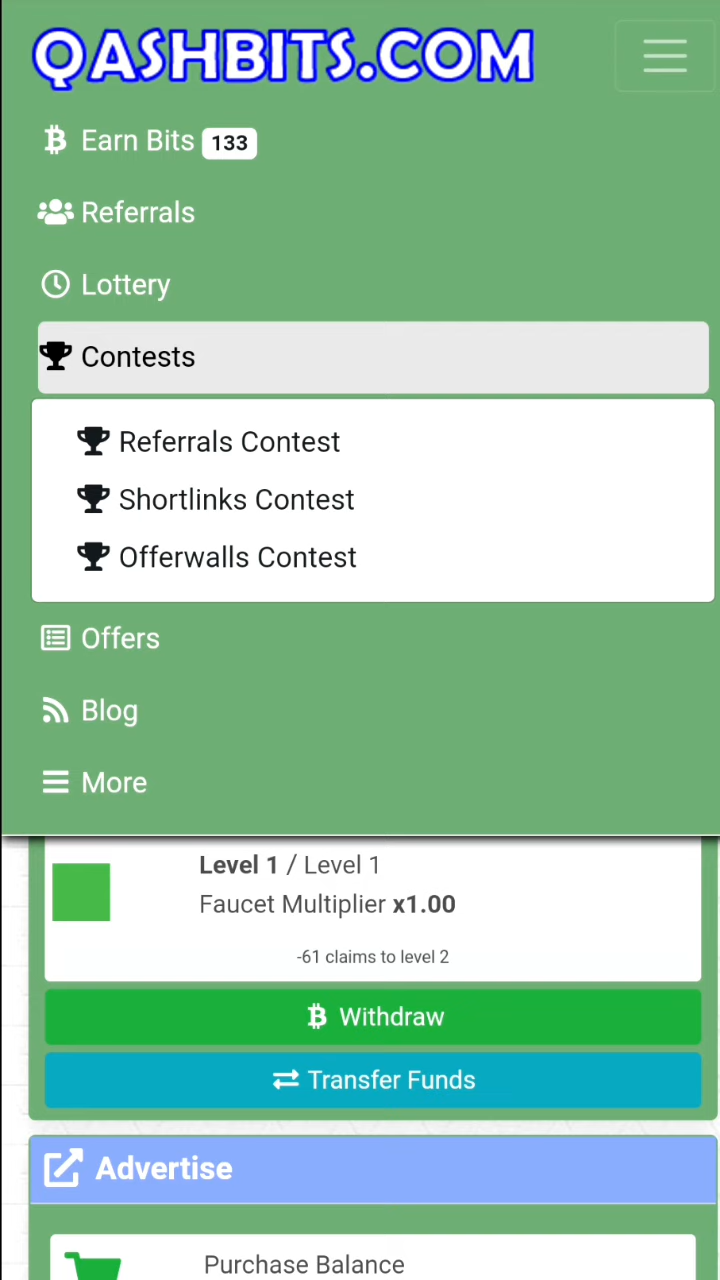 QASHBITS.COM
Earn Bits 133
Referrals
Lottery
Contests
Referrals Contest
Shortlinks Contest
Offerwalls Contest
Offers
Blog
More
Level 1 / Level 1
Faucet Multiplier x1.00
-61 claims to level 2
Withdraw
Transfer Funds
Advertise
Purchase Balance